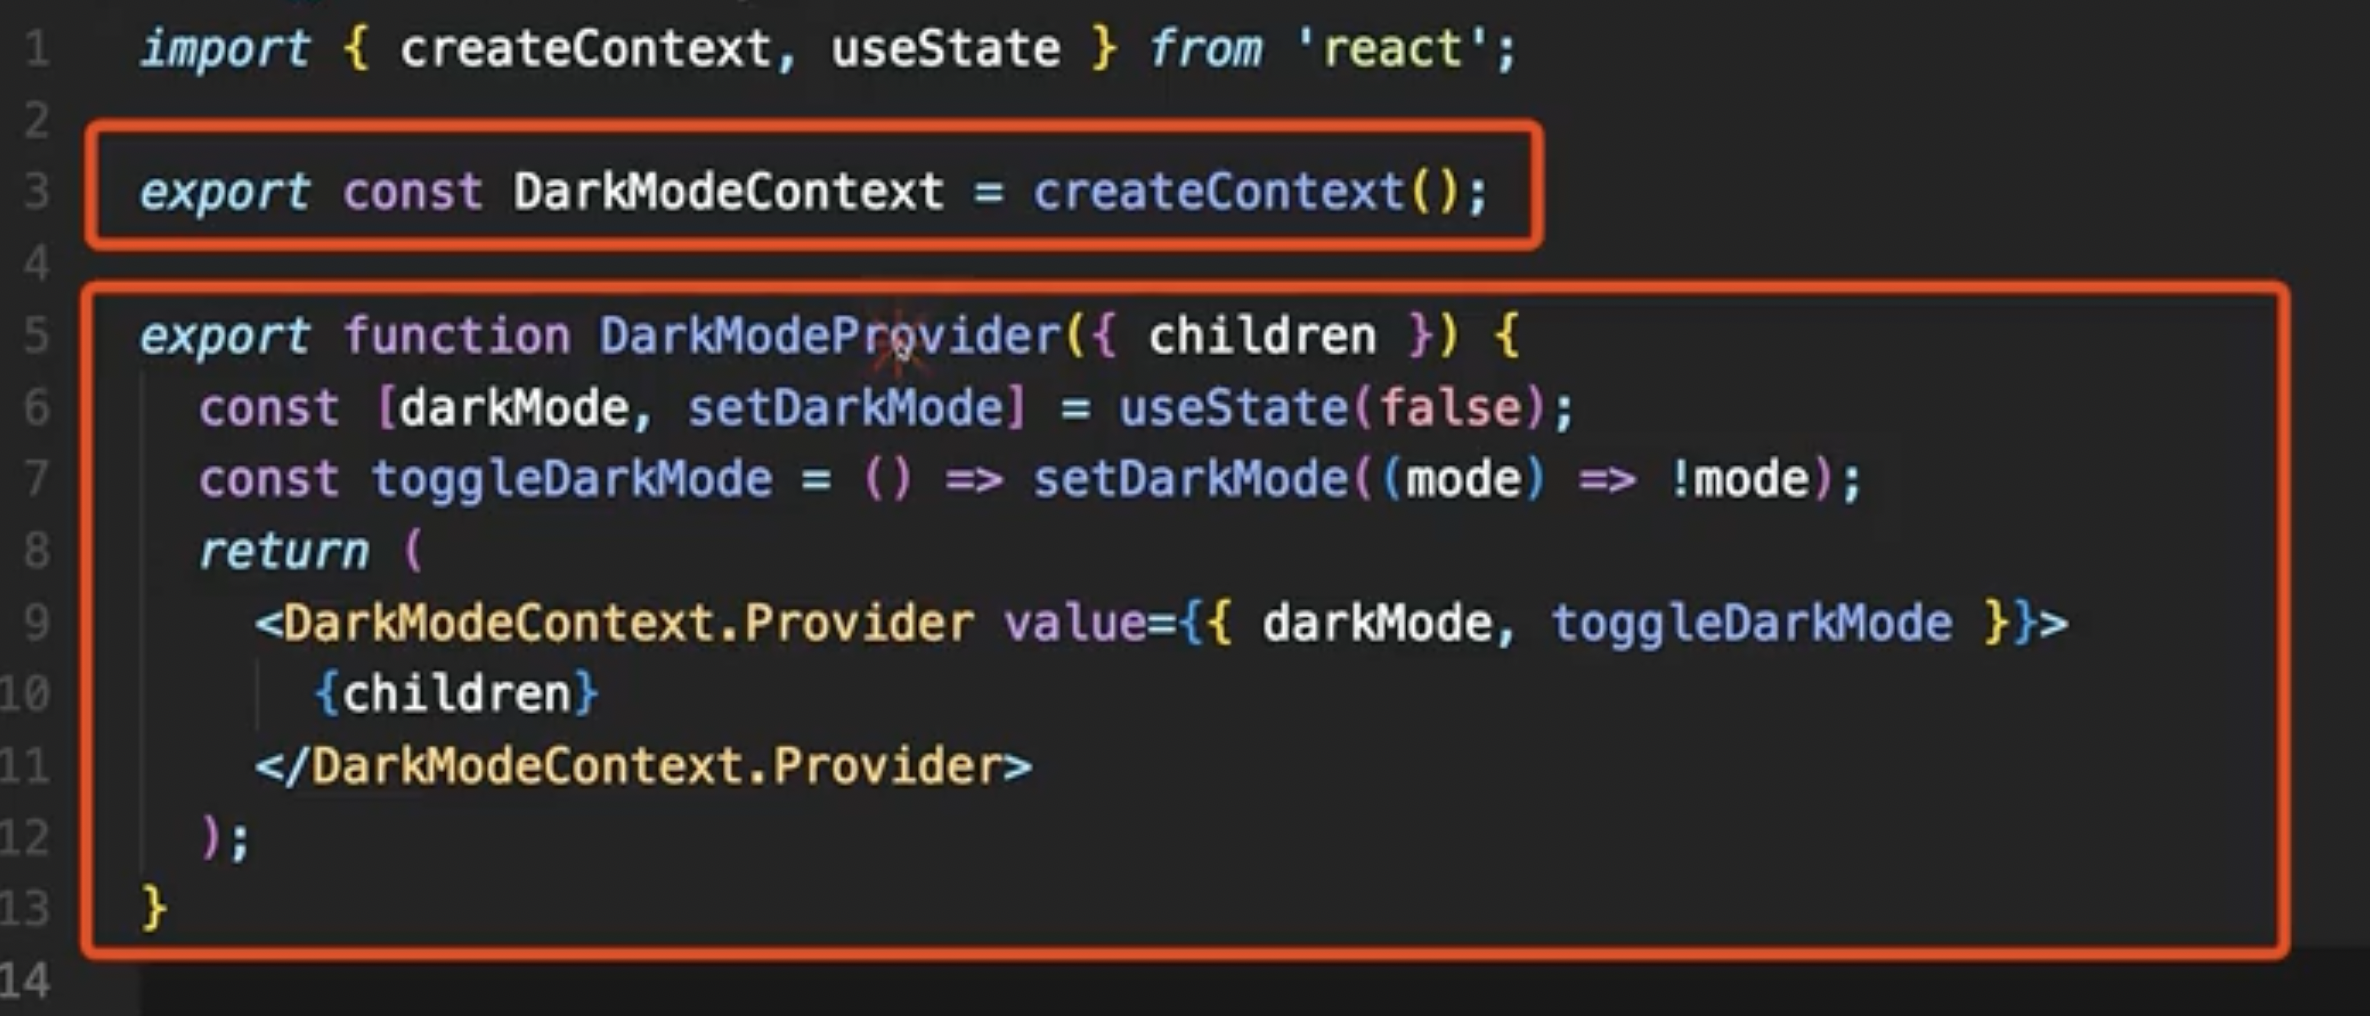 1 import { createContext, useState } from 'react';
2
3 export const DarkModeContext = createContext();
4
5 export function DarkModeProvider({ children }) {
6 const [darkMode, setDarkMode] = useState(false);
7 const toggleDarkMode = () => setDarkMode((mode) => !mode);
8 return (
9 <DarkModeContext.Provider value={{ darkMode, toggleDarkMode }}>
10 {children}
11 </DarkModeContext.Provider>
12 );
13 }
14